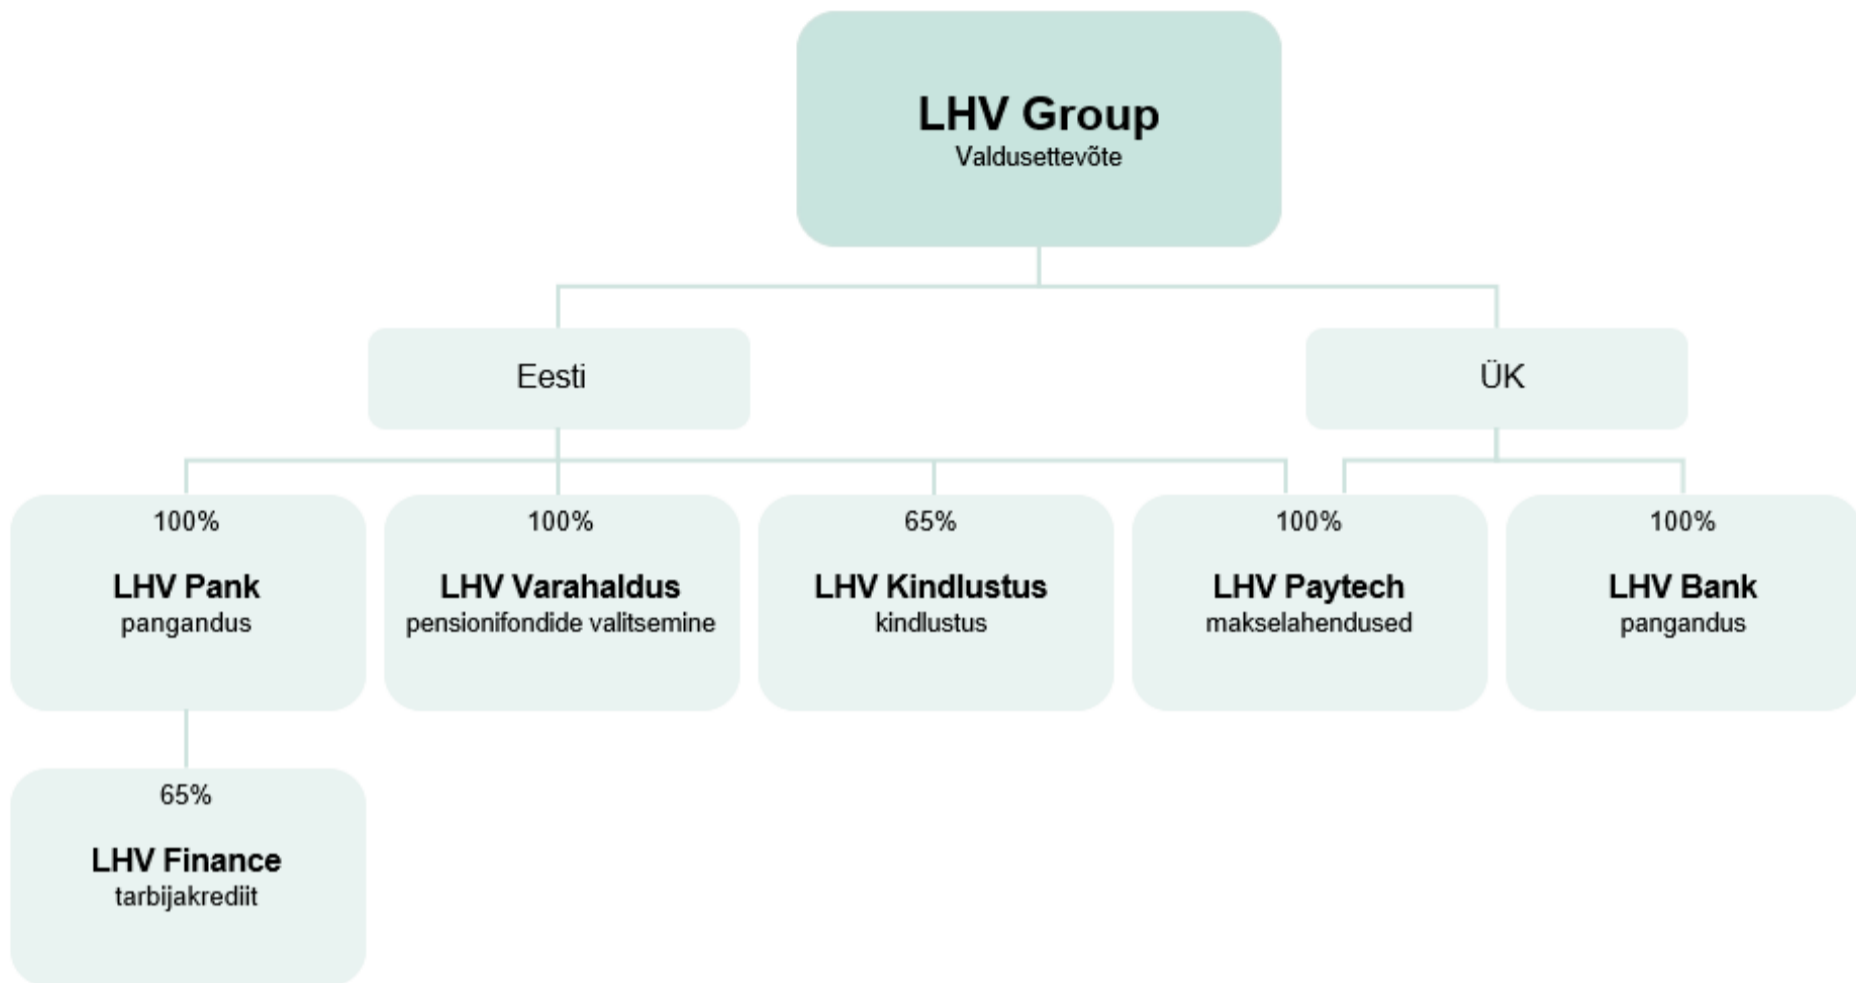 LHV Group
Valdusettevõte
Eesti
ÜK
100%
LHV Pank
pangandus
100%
LHV Varahaldus
pensionifondide valitsemine
65%
LHV Kindlustus
kindlustus
100%
LHV Paytech
makselahendused
100%
LHV Bank
pangandus
65%
LHV Finance
tarbijakrediit